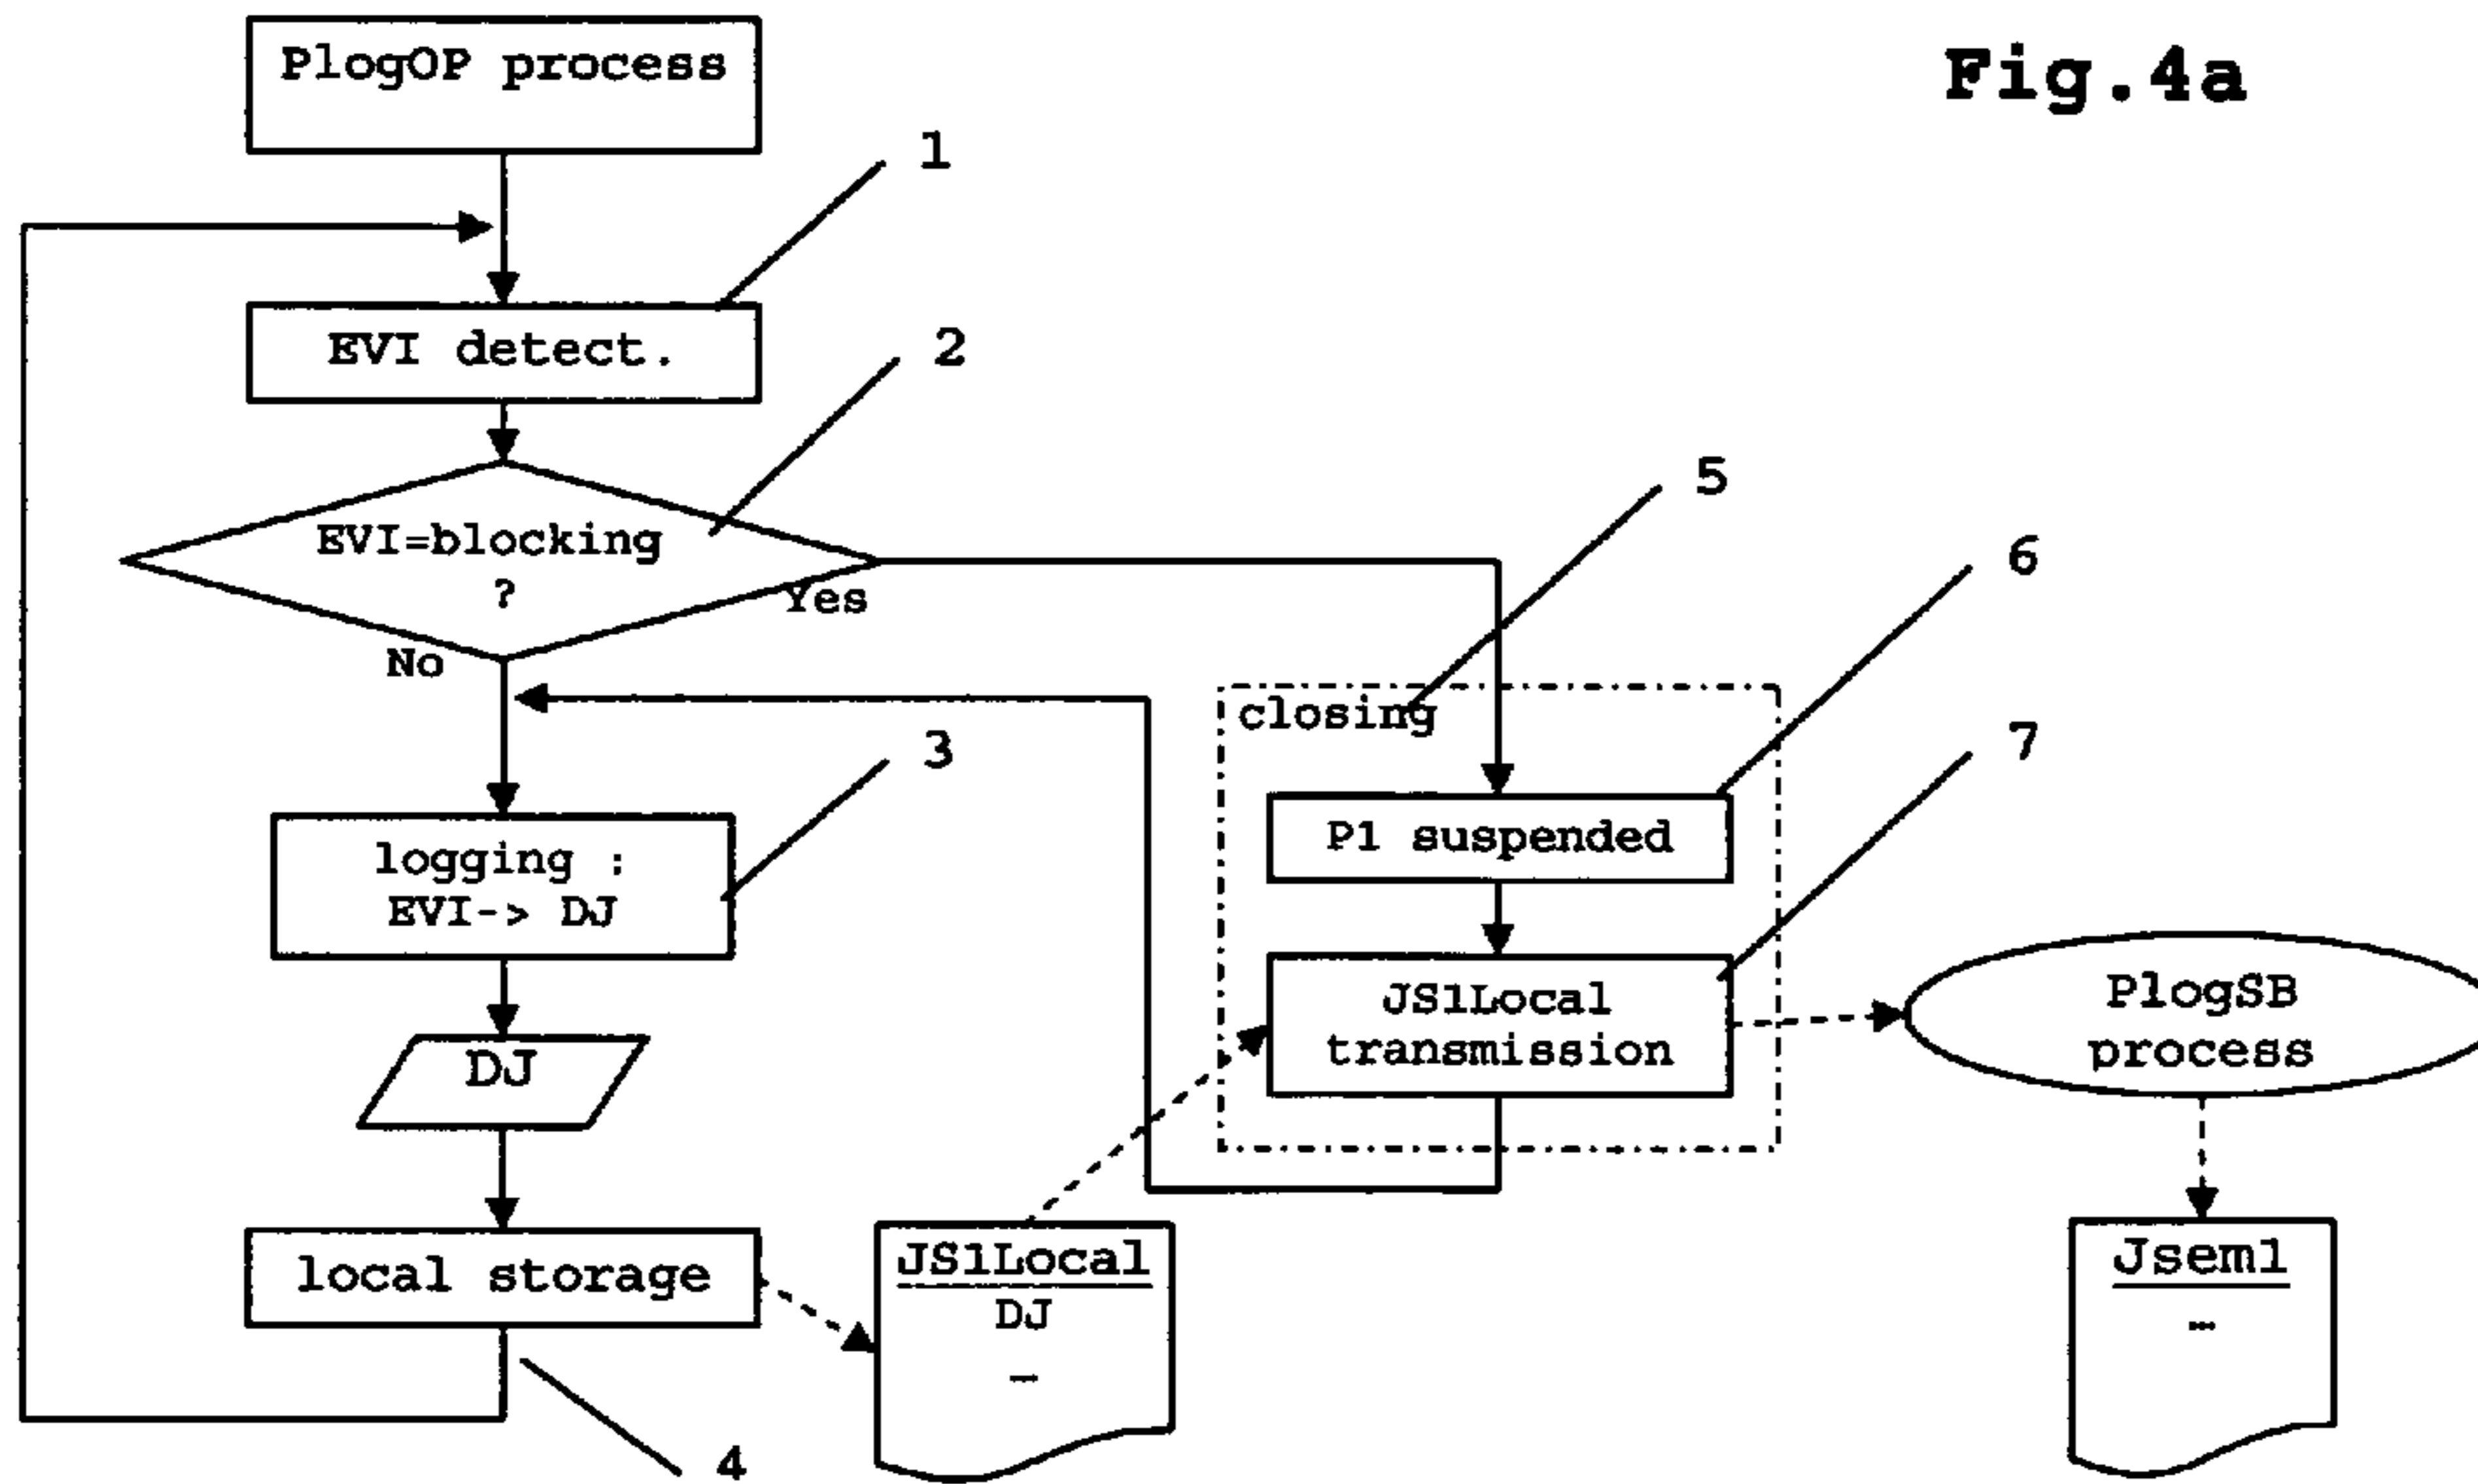 PlogOP process
Fig.4a
1
EVI detect.
2
EVI=blocking
?
Yes
No
5
6
closing
7
3
P1 suspended
logging :
EVI-> DJ
JS1Local
transmission
PlogSB
process
DJ
local storage
JS1Local
DJ
–
Jsem1
–
4